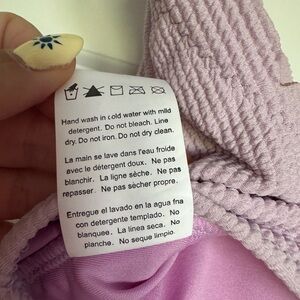 Hand wash in cold water with mild
detergent. Do not bleach. Line
dry. Do not iron. Do not
dry clean.
La main se lave dans l'eau froide
avec le détergent doux. Ne pas
blanchir. La ligne sèche. Ne pas
repasser. Ne pas sècher propre.
Entregue el lavado en la agua fria
con detergente templado. No
blanquee. La linea seca. No
planche. No seque limpio